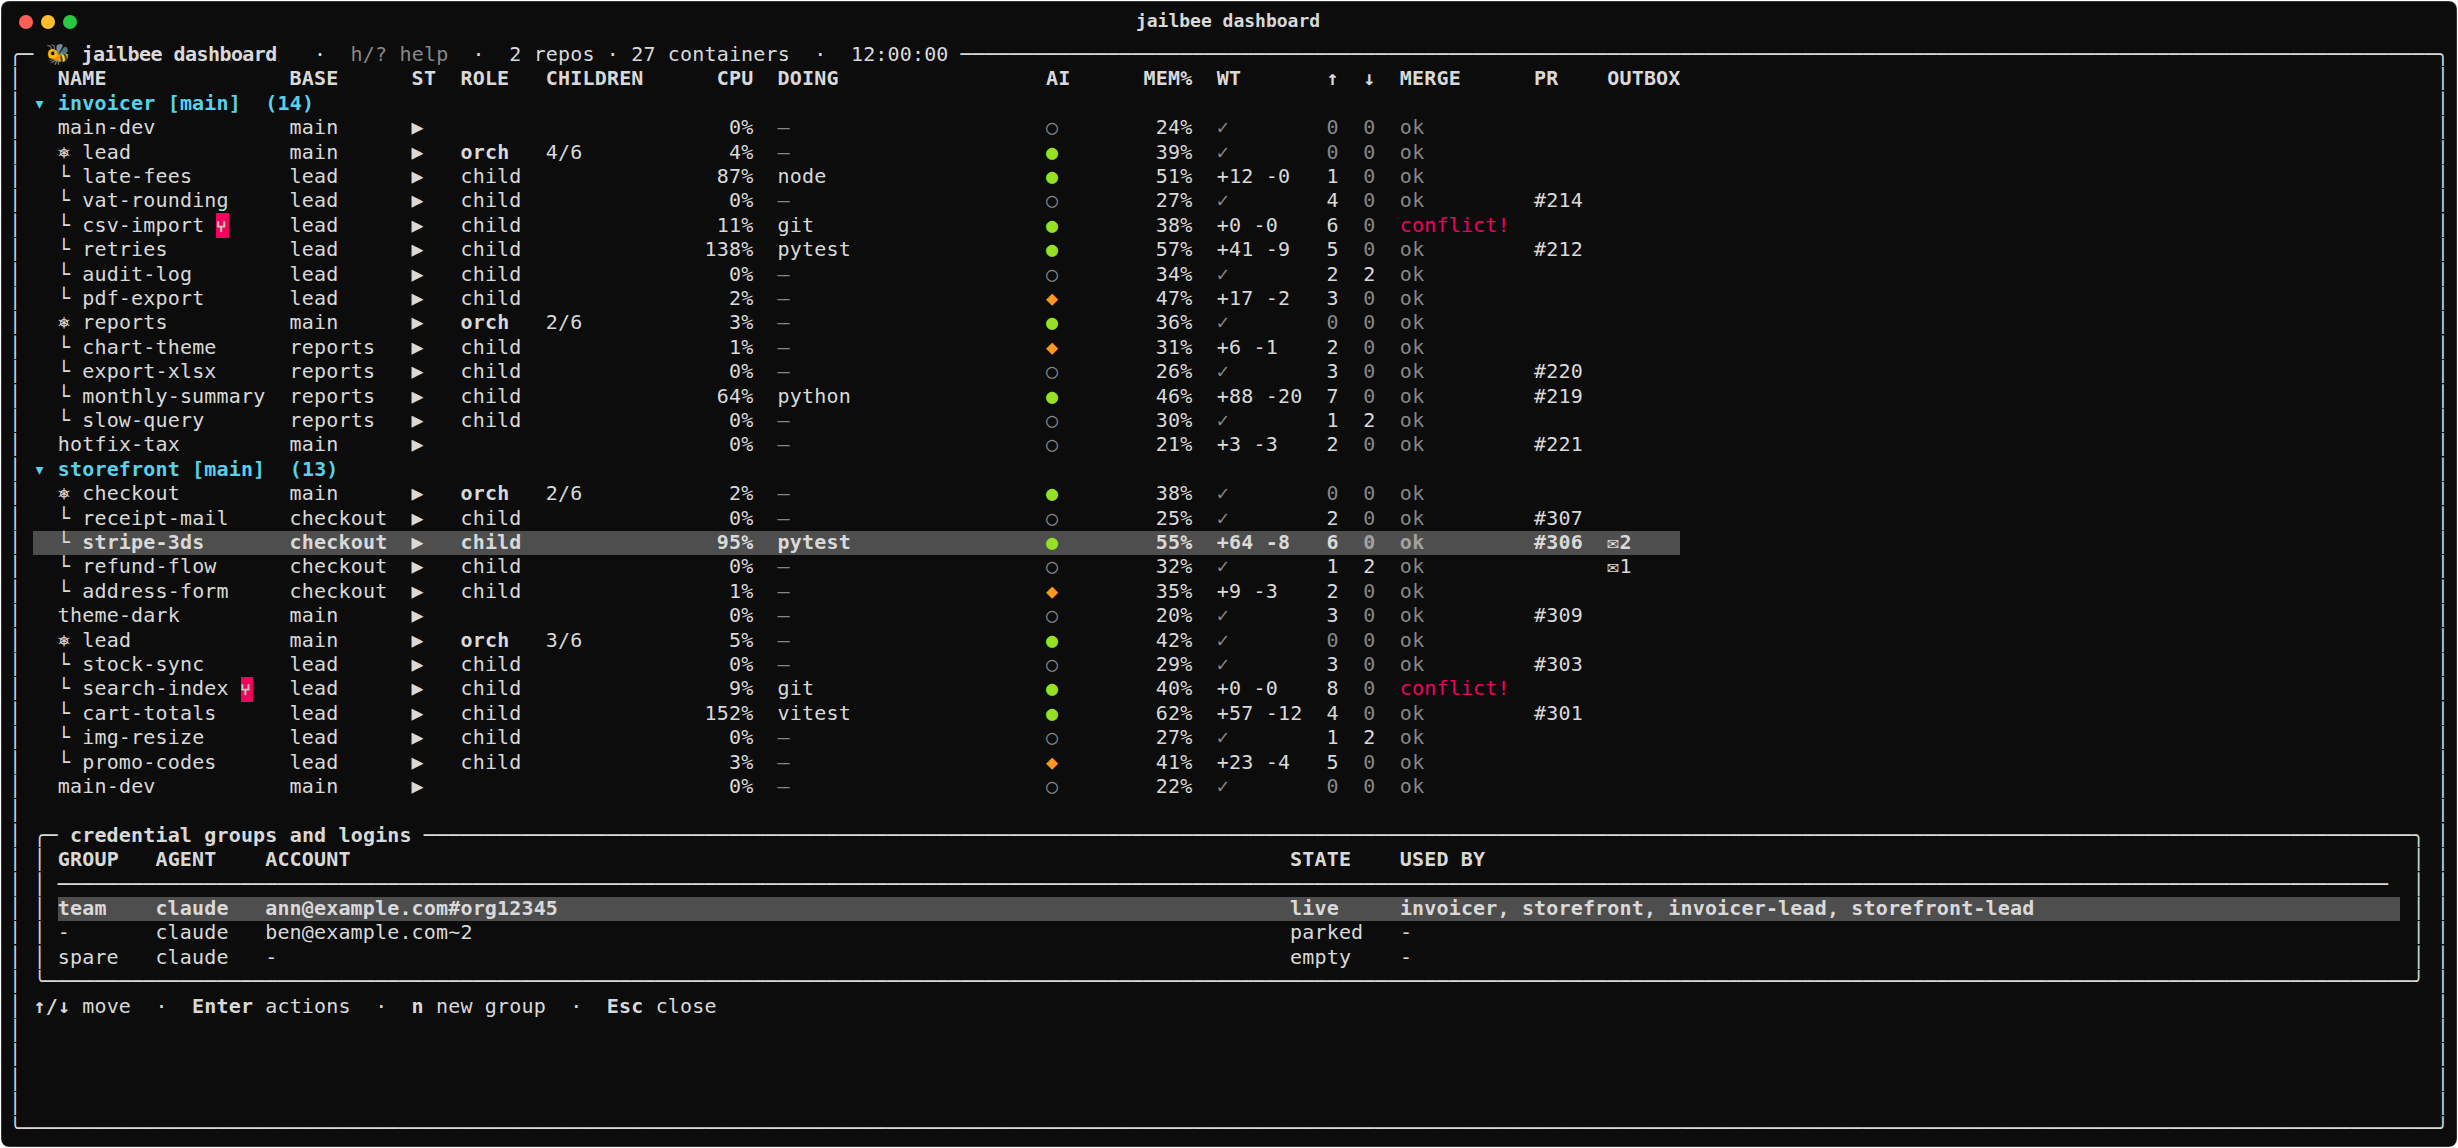 jailbee dashboard
🐝 jailbee dashboard · h/? help · 2 repos · 27 containers · 12:00:00
NAME BASE ST ROLE CHILDREN CPU DOING AI MEM% WT ↑ ↓ MERGE PR OUTBOX
▾ invoicer [main] (14)
main-dev main ▶ 0% — ○ 24% ✓ 0 0 ok
⎈ lead main ▶ orch 4/6 4% — ● 39% ✓ 0 0 ok
└ late-fees lead ▶ child 87% node ● 51% +12 -0 1 0 ok
└ vat-rounding lead ▶ child 0% — ○ 27% ✓ 4 0 ok #214
└ csv-import ⑂ lead ▶ child 11% git ● 38% +0 -0 6 0 conflict!
└ retries lead ▶ child 138% pytest ● 57% +41 -9 5 0 ok #212
└ audit-log lead ▶ child 0% — ○ 34% ✓ 2 2 ok
└ pdf-export lead ▶ child 2% — ◆ 47% +17 -2 3 0 ok
⎈ reports main ▶ orch 2/6 3% — ● 36% ✓ 0 0 ok
└ chart-theme reports ▶ child 1% — ◆ 31% +6 -1 2 0 ok
└ export-xlsx reports ▶ child 0% — ○ 26% ✓ 3 0 ok #220
└ monthly-summary reports ▶ child 64% python ● 46% +88 -20 7 0 ok #219
└ slow-query reports ▶ child 0% — ○ 30% ✓ 1 2 ok
hotfix-tax main ▶ 0% — ○ 21% +3 -3 2 0 ok #221
▾ storefront [main] (13)
⎈ checkout main ▶ orch 2/6 2% — ● 38% ✓ 0 0 ok
└ receipt-mail checkout ▶ child 0% — ○ 25% ✓ 2 0 ok #307
└ stripe-3ds checkout ▶ child 95% pytest ● 55% +64 -8 6 0 ok #306 ✉2
└ refund-flow checkout ▶ child 0% — ○ 32% ✓ 1 2 ok ✉1
└ address-form checkout ▶ child 1% — ◆ 35% +9 -3 2 0 ok
theme-dark main ▶ 0% — ○ 20% ✓ 3 0 ok #309
⎈ lead main ▶ orch 3/6 5% — ● 42% ✓ 0 0 ok
└ stock-sync lead ▶ child 0% — ○ 29% ✓ 3 0 ok #303
└ search-index ⑂ lead ▶ child 9% git ● 40% +0 -0 8 0 conflict!
└ cart-totals lead ▶ child 152% vitest ● 62% +57 -12 4 0 ok #301
└ img-resize lead ▶ child 0% — ○ 27% ✓ 1 2 ok
└ promo-codes lead ▶ child 3% — ◆ 41% +23 -4 5 0 ok
main-dev main ▶ 0% — ○ 22% ✓ 0 0 ok
credential groups and logins
GROUP AGENT ACCOUNT STATE USED BY
team claude ann@example.com#org12345 live invoicer, storefront, invoicer-lead, storefront-lead
- claude ben@example.com~2 parked -
spare claude - empty -
↑/↓ move · Enter actions · n new group · Esc close